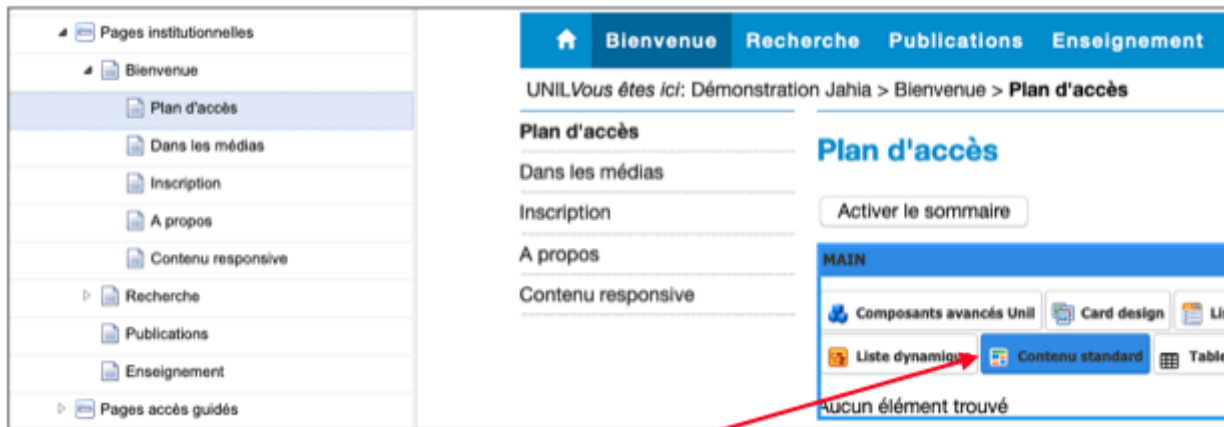 Pages institutionnelles
Bienvenue
Plan d'accès
Dans les médias
Inscription
A propos
Contenu responsive
Recherche
Publications
Enseignement
Pages accès guidés
Bienvenue Recherche Publications Enseignement
UNILVous êtes ici: Démonstration Jahia > Bienvenue > Plan d'accès
Plan d'accès
Dans les médias
Inscription
A propos
Contenu responsive
Plan d'accès
Activer le sommaire
MAIN
Composants avancés Unil Card design Li
Liste dynamique Contenu standard Table
Aucun élément trouvé